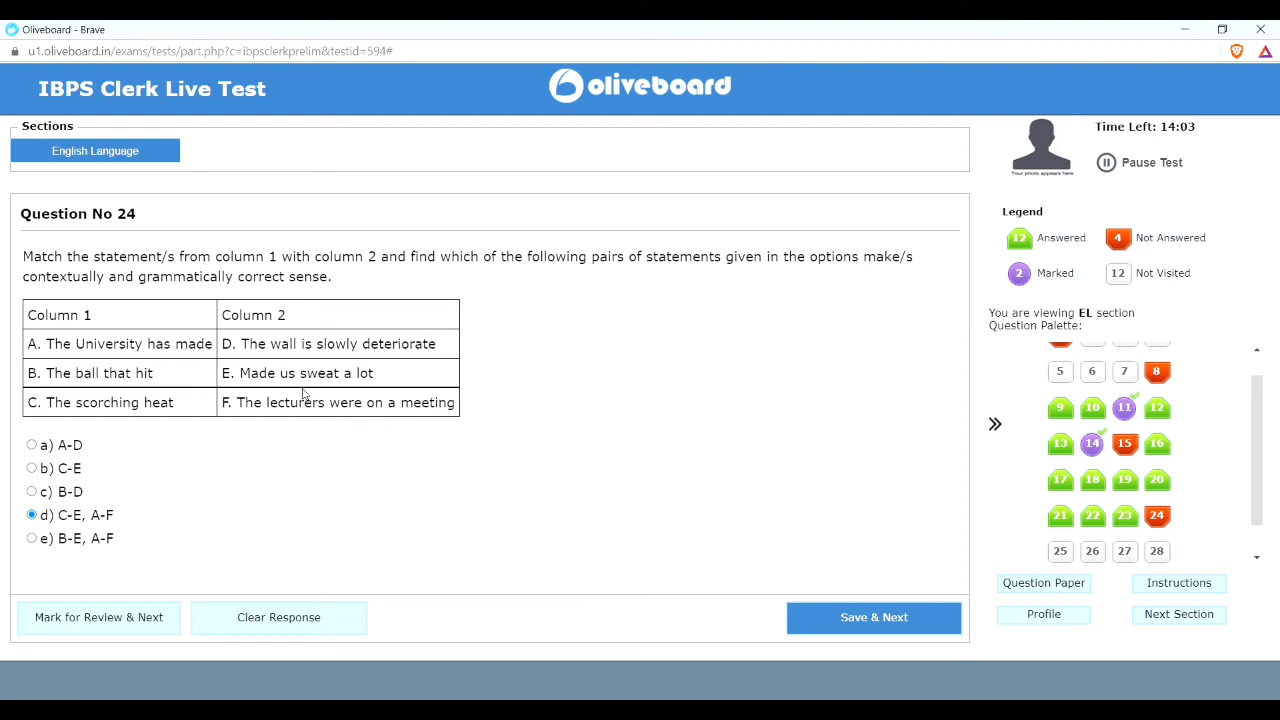 Oliveboard - Brave
u1.oliveboard.in/exams/tests/part.php?c=ibpsclerkprelim&testid=594#
IBPS Clerk Live Test
oliveboard
Sections
English Language
Time Left: 14:03
Your photo appears here
Pause Test
Question No 24
Legend
12 Answered
4 Not Answered
2 Marked
12 Not Visited
Match the statement/s from column 1 with column 2 and find which of the following pairs of statements given in the options make/s
contextually and grammatically correct sense.
Column 1 Column 2
A. The University has made D. The wall is slowly deteriorate
B. The ball that hit E. Made us sweat a lot
C. The scorching heat F. The lecturers were on a meeting
a) A-D
b) C-E
c) B-D
d) C-E, A-F
e) B-E, A-F
You are viewing EL section
Question Palette:
5 6 7 8
9 10 11 12
13 14 15 16
17 18 19 20
21 22 23 24
25 26 27 28
Mark for Review & Next
Clear Response
Save & Next
Question Paper
Instructions
Profile
Next Section